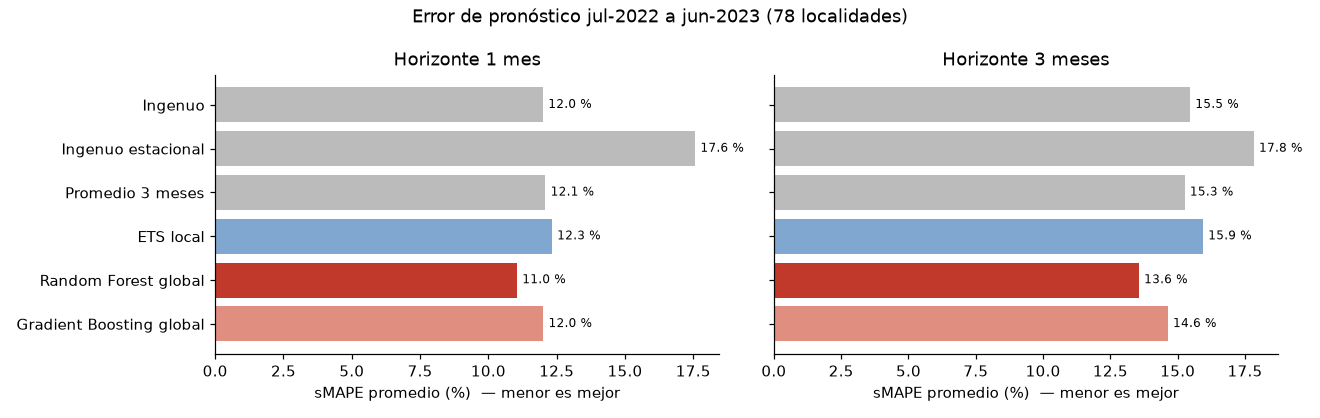 Error de pronóstico jul-2022 a jun-2023 (78 localidades)
Horizonte 1 mes
Ingenuo
12.0 %
Ingenuo estacional
17.6 %
Promedio 3 meses
12.1 %
ETS local
12.3 %
Random Forest global
11.0 %
Gradient Boosting global
12.0 %
0.0 2.5 5.0 7.5 10.0 12.5 15.0 17.5
sMAPE promedio (%) — menor es mejor
Horizonte 3 meses
15.5 %
17.8 %
15.3 %
15.9 %
13.6 %
14.6 %
0.0 2.5 5.0 7.5 10.0 12.5 15.0 17.5
sMAPE promedio (%) — menor es mejor